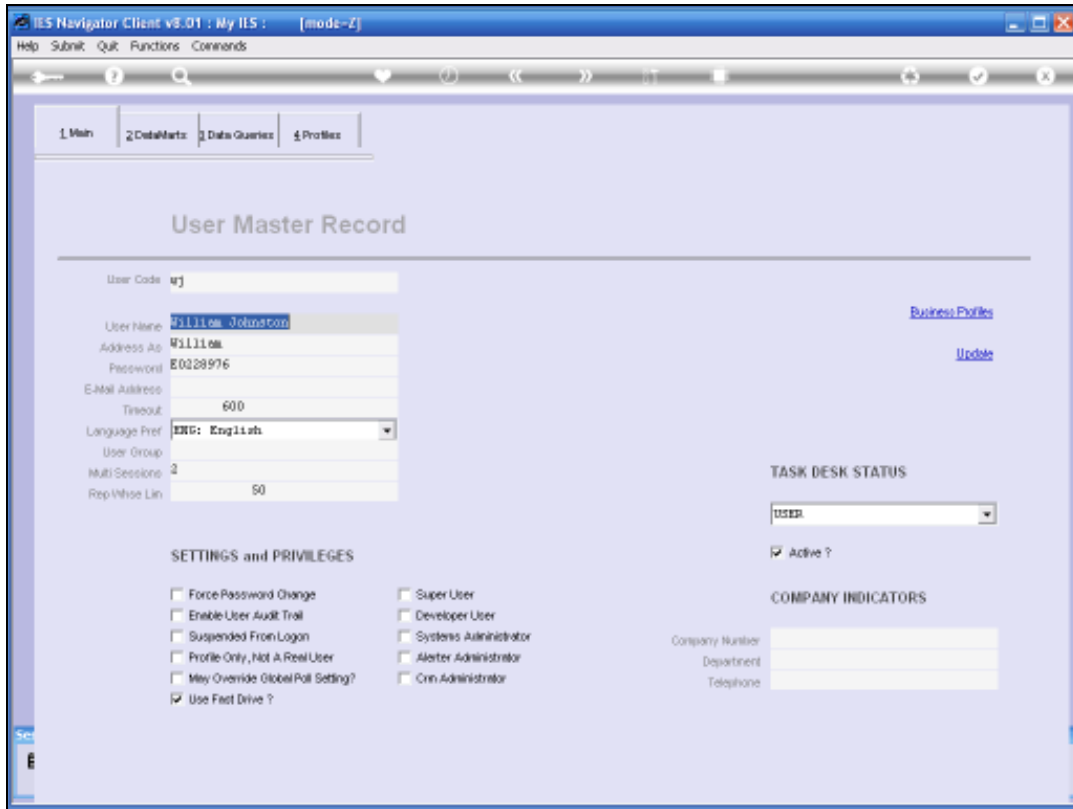 IES Navigator Client v8.01 : My IES : [mode=Z]
Help Submit Quit Functions Commands
1 Main 2 DataMarts 3 Data Queries 4 Profiles
User Master Record
User Code wj
Business Profiles
User Name William Johnston
Address As William
Update
Password E0228976
E-Mail Address
Timeout 600
Language Pref ENG: English
User Group
Multi Sessions 2
TASK DESK STATUS
Rep Whse Lim 50
USER
SETTINGS and PRIVILEGES
Active ?
Force Password Change Super User
COMPANY INDICATORS
Enable User Audit Trail Developer User
Suspended From Logon Systems Administrator
Company Number
Profile Only, Not A Real User Alerter Administrator
Department
May Override Global Poll Setting? Crm Administrator
Telephone
Use Fast Drive ?